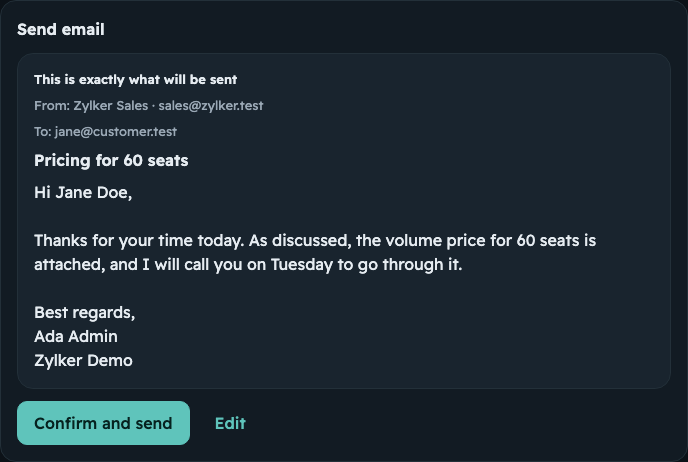 Send email
This is exactly what will be sent
From: Zylker Sales · sales@zylker.test
To: jane@customer.test
Pricing for 60 seats
Hi Jane Doe,
Thanks for your time today. As discussed, the volume price for 60 seats is
attached, and I will call you on Tuesday to go through it.
Best regards,
Ada Admin
Zylker Demo
Confirm and send
Edit